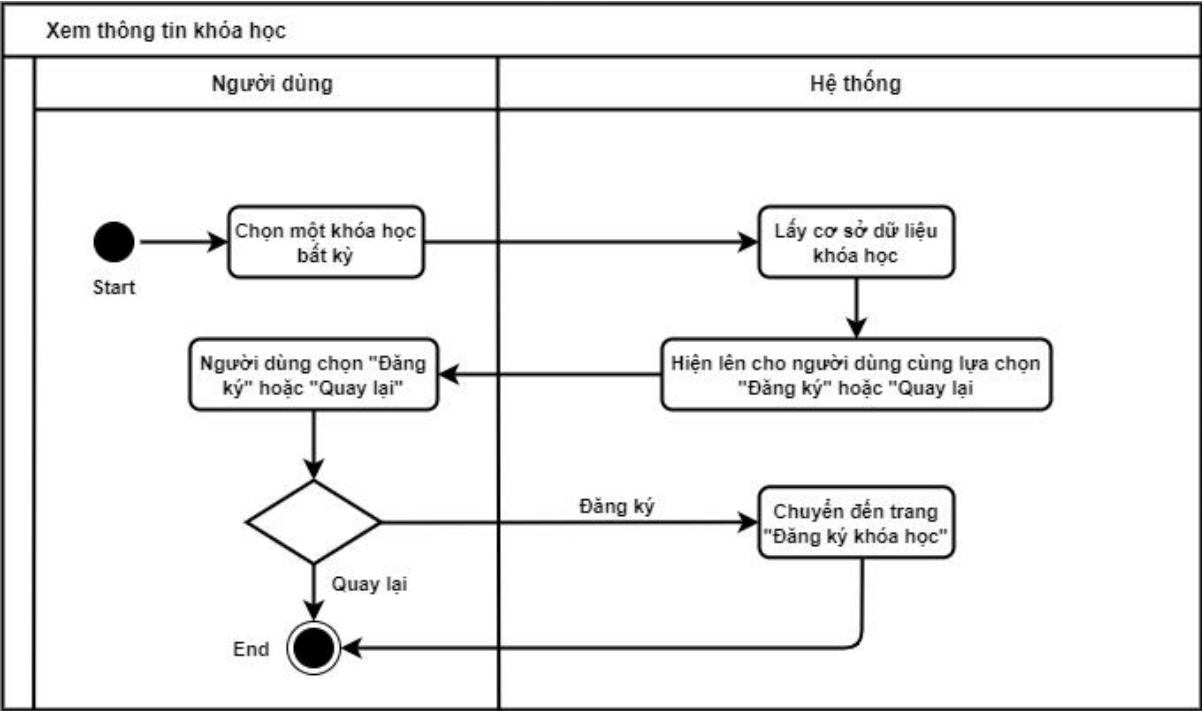 Xem thông tin khóa học
Người dùng
Hệ thống
Start
Chọn một khóa học
bất kỳ
Lấy cơ sở dữ liệu
khóa học
Hiện lên cho người dùng cùng lựa chọn
"Đăng ký" hoặc "Quay lại
Người dùng chọn "Đăng
ký" hoặc "Quay lại"
Đăng ký
Chuyển đến trang
"Đăng ký khóa học"
Quay lại
End